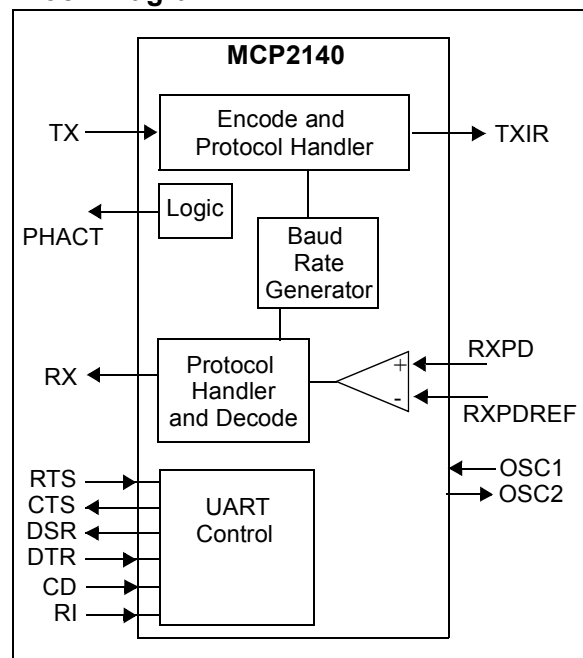 MCP2140
TX
Encode and
Protocol Handler
TXIR
Logic
PHACT
Baud
Rate
Generator
RX
Protocol
Handler
and Decode
+
-
RXPD
RXPDREF
OSC1
OSC2
RTS
CTS
DSR
DTR
CD
RI
UART
Control